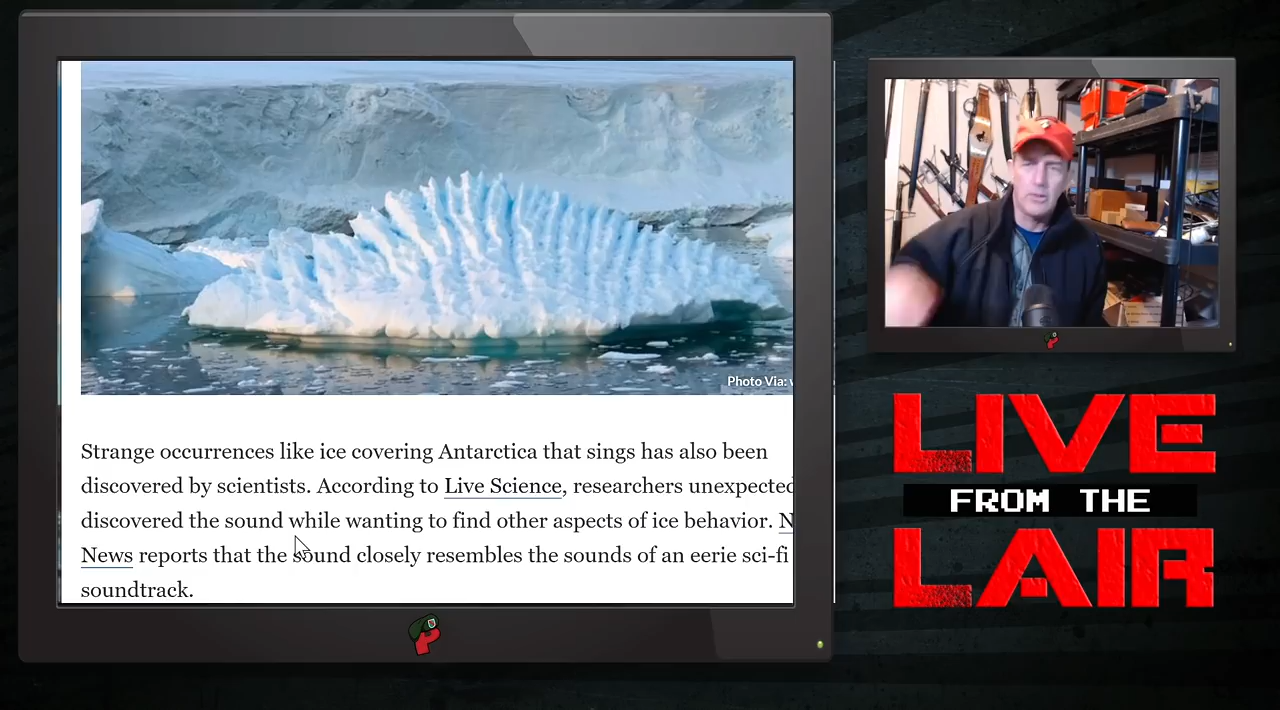 Photo Via:
Strange occurrences like ice covering Antarctica that sings has also been
discovered by scientists. According to Live Science, researchers
discovered the sound while wanting to find other aspects of ice behavior.
News reports that the sound closely resembles the sounds of an eerie sci-fi
soundtrack.
LIVE
FROM THE
LAIR